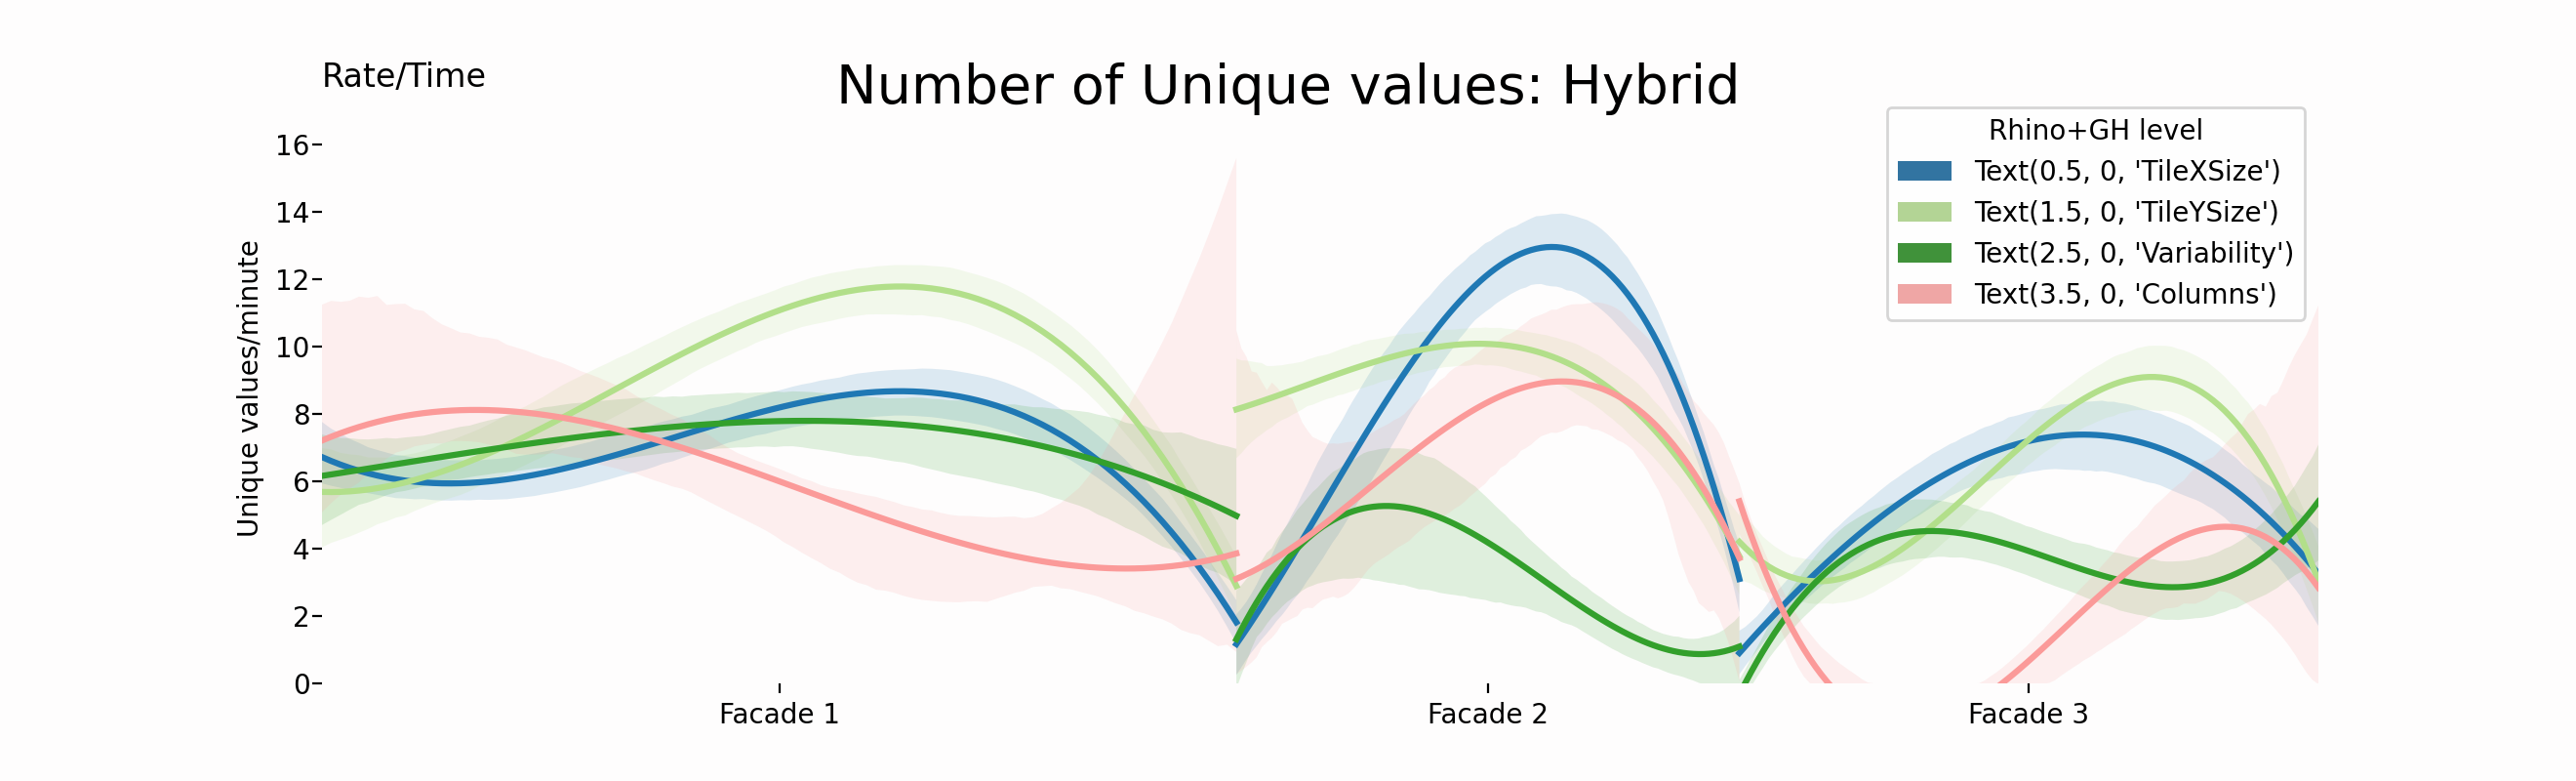 Rate/Time
Number of Unique values: Hybrid
Unique values/minute
16
14
12
10
8
6
4
2
0
Rhino+GH level
Text(0.5, 0, 'TileXSize')
Text(1.5, 0, 'TileYSize')
Text(2.5, 0, 'Variability')
Text(3.5, 0, 'Columns')
Facade 1
Facade 2
Facade 3